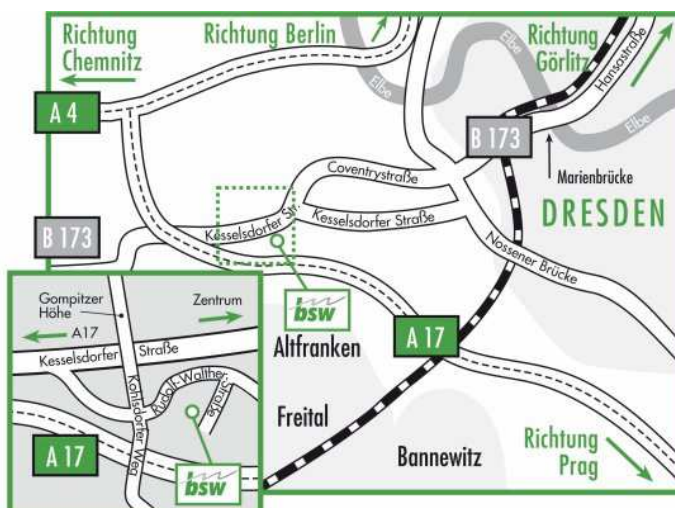 Richtung
Chemnitz
Richtung Berlin
Richtung
Görlitz
Elbe
Elbe
Elbe
Hansastraße
A 4
B 173
Marienbrücke
Coventrystraße
DRESDEN
B 173
Kesselsdorfer Str.
Kesselsdorfer Straße
Nossener Brücke
bsw
A 17
Altfranken
Freital
Bannewitz
Richtung
Prag
Gompitzer
Höhe
Zentrum
A17
Kesselsdorfer Straße
Rudolf-Walther-
Straße
Kohlsdorfer Weg
A 17
bsw